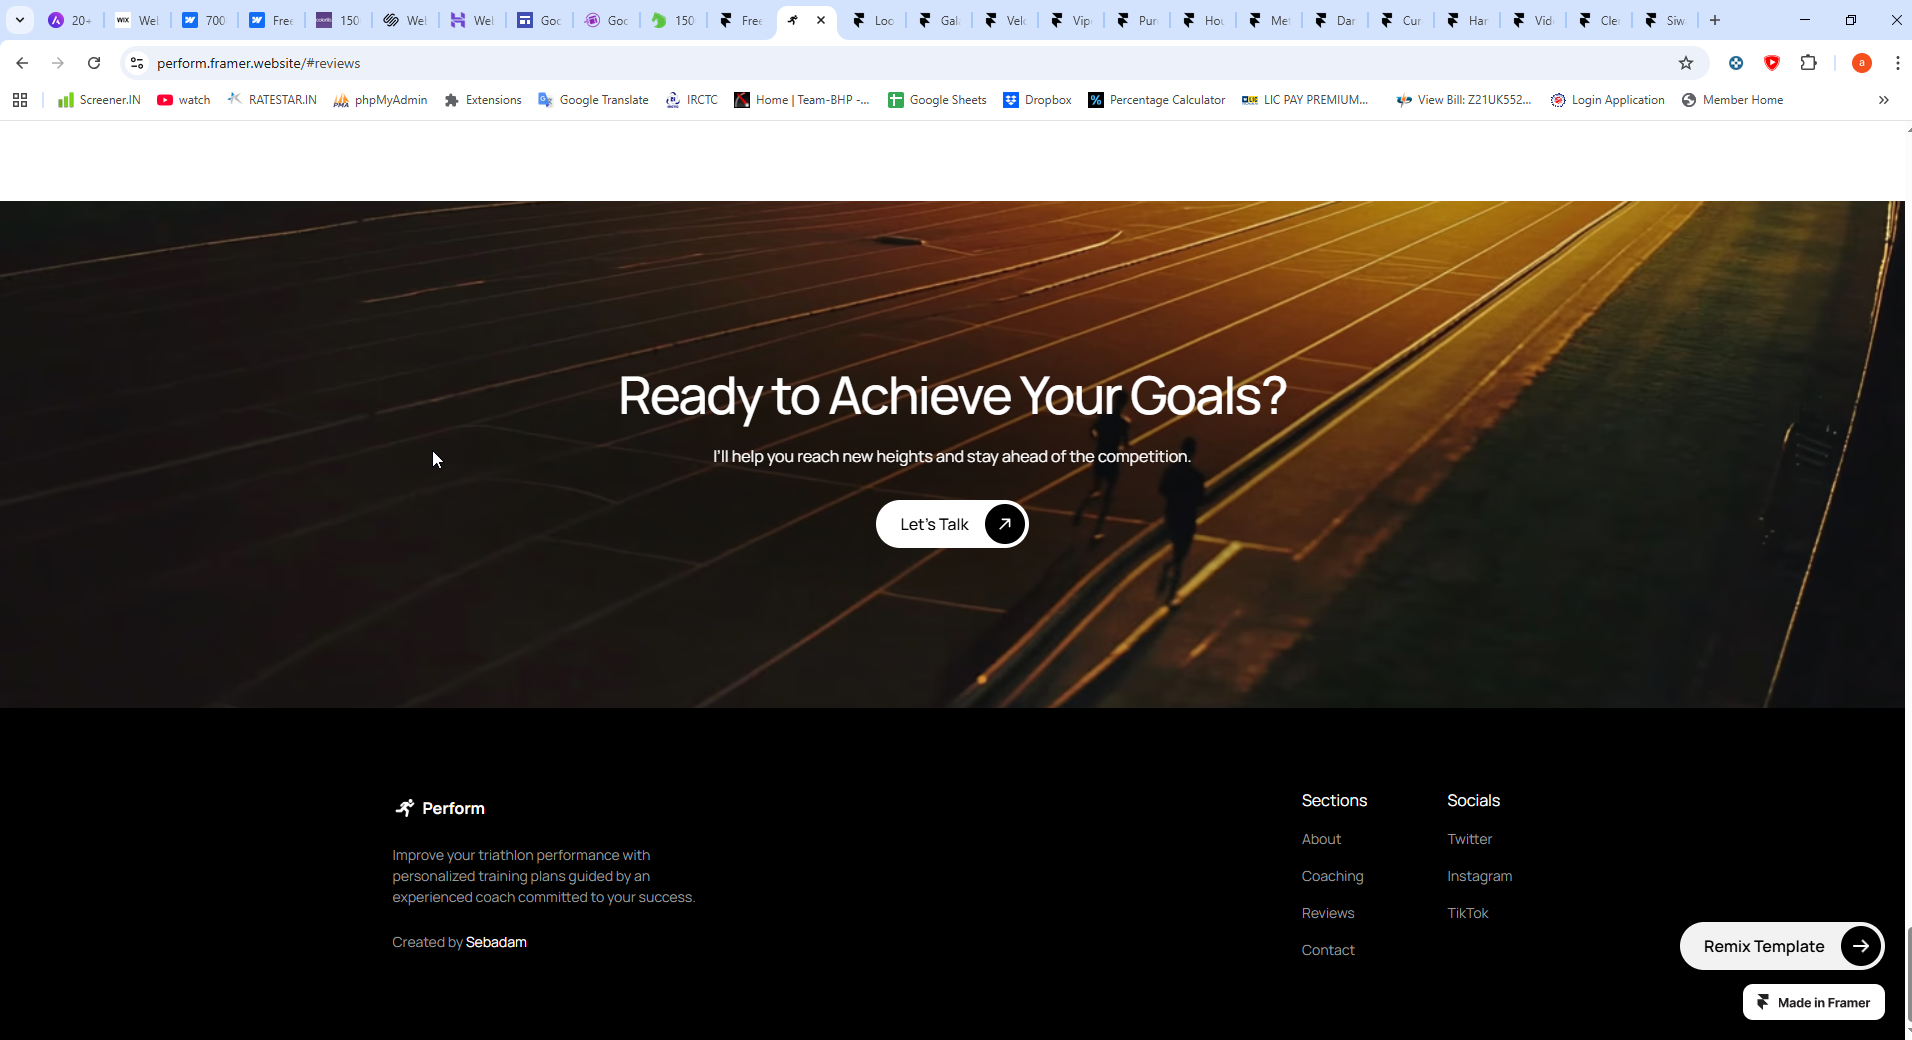 20+
WiX Wel
700
Free
150
Wel
Wel
Goo
Goo
150
Free
Loo
Gal
Velo
Vip
Pur
Hou
Me
Dar
Cur
Har
Vid
Cle
Siw
perform.framer.website/#reviews
a
Screener.IN
watch
RATESTAR.IN
phpMyAdmin
Extensions
Google Translate
IRCTC
Home | Team-BHP -...
Google Sheets
Dropbox
Percentage Calculator
LIC PAY PREMIUM...
View Bill: Z21UK552...
Login Application
Member Home
Ready to Achieve Your Goals?
I'll help you reach new heights and stay ahead of the competition.
Let's Talk
Perform
Improve your triathlon performance with
personalized training plans guided by an
experienced coach committed to your success.
Created by Sebadam
Sections
About
Coaching
Reviews
Contact
Socials
Twitter
Instagram
TikTok
Remix Template
Made in Framer